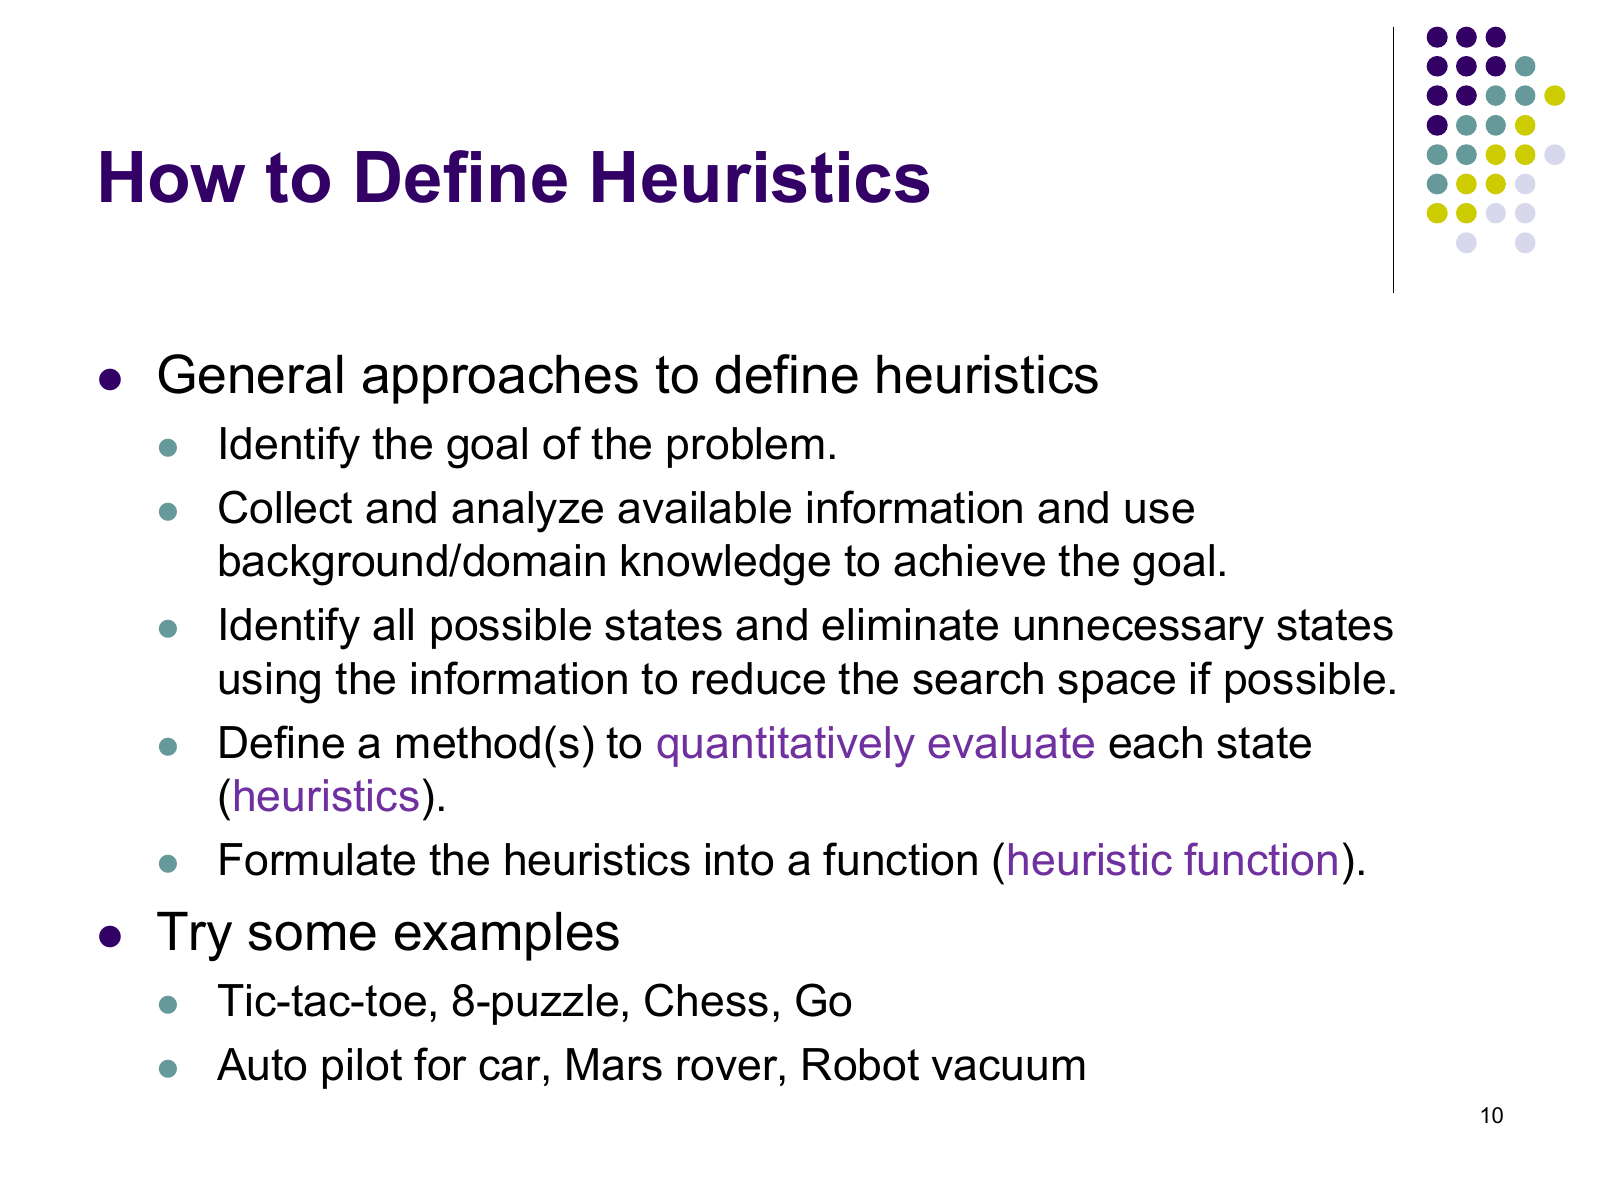 How to Define Heuristics
General approaches to define heuristics
Identify the goal of the problem.
Collect and analyze available information and use
background/domain knowledge to achieve the goal.
Identify all possible states and eliminate unnecessary states
using the information to reduce the search space if possible.
Define a method(s) to quantitatively evaluate each state
(heuristics).
Formulate the heuristics into a function (heuristic function).
Try some examples
Tic-tac-toe, 8-puzzle, Chess, Go
Auto pilot for car, Mars rover, Robot vacuum
10